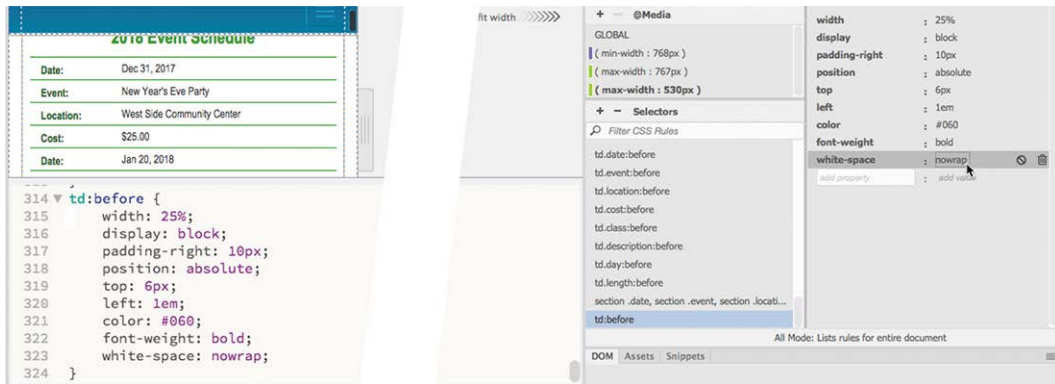 2018 Event Schedule
Date: Dec 31, 2017
Event: New Year's Eve Party
Location: West Side Community Center
Cost: $25.00
Date: Jan 20, 2018
314 td:before {
315 width: 25%;
316 display: block;
317 padding-right: 10px;
318 position: absolute;
319 top: 6px;
320 left: 1em;
321 color: #060;
322 font-weight: bold;
323 white-space: nowrap;
324 }
fit width
+ − @Media
GLOBAL
( min-width : 768px )
( max-width : 767px )
( max-width : 530px )
+ − Selectors
Filter CSS Rules
td.date:before
td.event:before
td.location:before
td.cost:before
td.class:before
td.description:before
td.day:before
td.length:before
section .date, section .event, section .locati...
td:before
width : 25%
display : block
padding-right : 10px
position : absolute
top : 6px
left : 1em
color : #060
font-weight : bold
white-space : nowrap
add property : add value
All Mode: Lists rules for entire document
DOM Assets Snippets